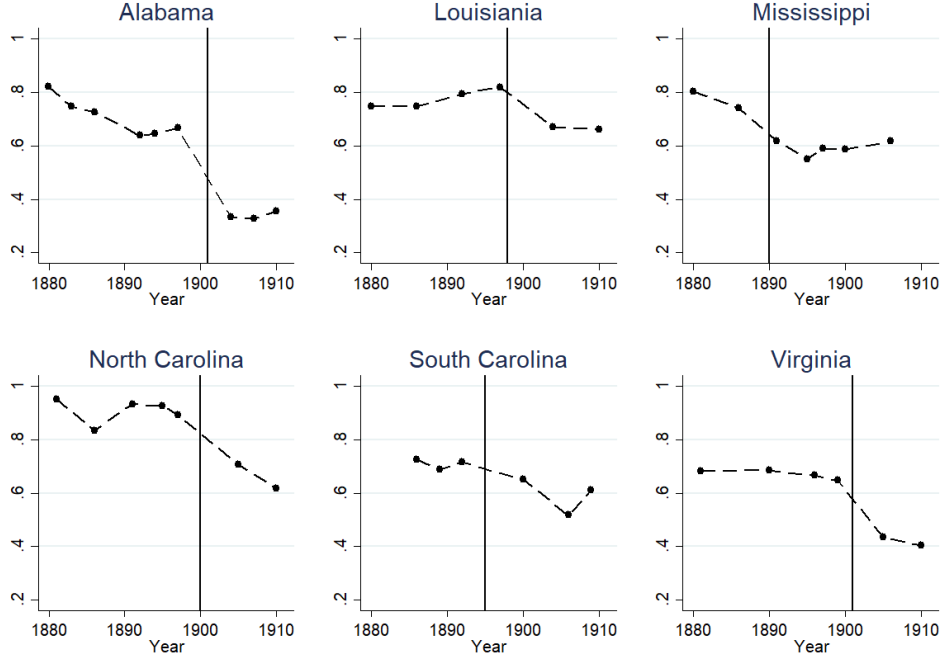 Alabama
1
.8
.6
.4
.2
1880 1890 1900 1910
Year
Louisiania
1
.8
.6
.4
.2
1880 1890 1900 1910
Year
Mississippi
1
.8
.6
.4
.2
1880 1890 1900 1910
Year
North Carolina
1
.8
.6
.4
.2
1880 1890 1900 1910
Year
South Carolina
1
.8
.6
.4
.2
1880 1890 1900 1910
Year
Virginia
1
.8
.6
.4
.2
1880 1890 1900 1910
Year